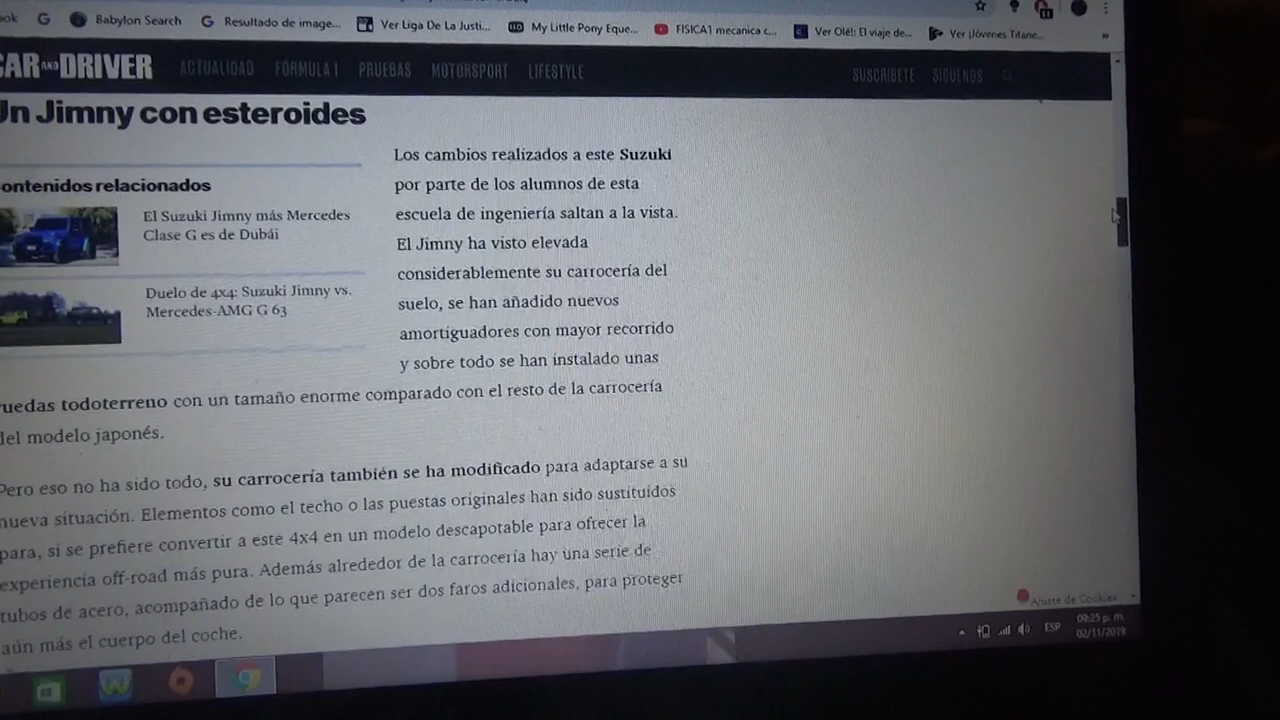 ok G Babylon Search G Resultado de image... Ver Liga De La Justi... My Little Pony Eque... FISICA1 mecanica c... Ver Olé!: El viaje de... Ver ¡Jóvenes Titane... »
CAR AND DRIVER ACTUALIDAD FÓRMULA 1 PRUEBAS MOTORSPORT LIFESTYLE SUSCRÍBETE SÍGUENOS
Un Jimny con esteroides
Los cambios realizados a este Suzuki
por parte de los alumnos de esta
escuela de ingeniería saltan a la vista.
El Jimny ha visto elevada
considerablemente su carrocería del
suelo, se han añadido nuevos
amortiguadores con mayor recorrido
y sobre todo se han instalado unas
ontenidos relacionados
El Suzuki Jimny más Mercedes
Clase G es de Dubái
Duelo de 4x4: Suzuki Jimny vs.
Mercedes-AMG G 63
ruedas todoterreno con un tamaño enorme comparado con el resto de la carrocería
del modelo japonés.
Pero eso no ha sido todo, su carrocería también se ha modificado para adaptarse a su
nueva situación. Elementos como el techo o las puestas originales han sido sustituidos
para, si se prefiere convertir a este 4x4 en un modelo descapotable para ofrecer la
experiencia off-road más pura. Además alrededor de la carrocería hay una serie de
tubos de acero, acompañado de lo que parecen ser dos faros adicionales, para proteger
aún más el cuerpo del coche.
Ajuste de Cookies
ESP
09:25 p. m.
02/11/2019